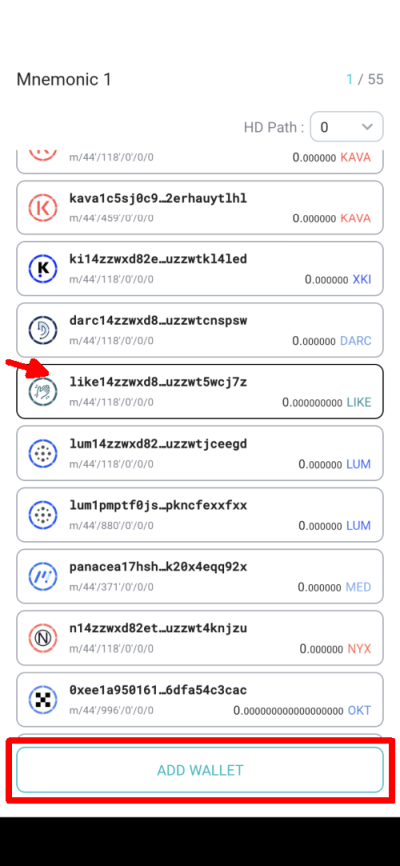 Mnemonic 1
1 / 55
HD Path :
0
m/44'/118'/0'/0/0
0.000000 KAVA
kava1c5sj0c9...2erhauytlhl
m/44'/459'/0'/0/0
0.000000 KAVA
ki14zzwxd82e...uzzwtkl4led
m/44'/118'/0'/0/0
0.000000 XKI
darc14zzwxd8...uzzwtcnspsw
m/44'/118'/0'/0/0
0.000000 DARC
like14zzwxd8...uzzwt5wcj7z
m/44'/118'/0'/0/0
0.000000000 LIKE
lum14zzwxd82...uzzwtjceegd
m/44'/118'/0'/0/0
0.000000 LUM
lum1pmptf0js...pkncfexxfxx
m/44'/880'/0'/0/0
0.000000 LUM
panacea17hsh...k20x4eqq92x
m/44'/371'/0'/0/0
0.000000 MED
n14zzwxd82et...uzzwt4knjzu
m/44'/118'/0'/0/0
0.000000 NYX
0xee1a950161...6dfa54c3cac
m/44'/996'/0'/0/0
0.000000000000000000 OKT
ADD WALLET